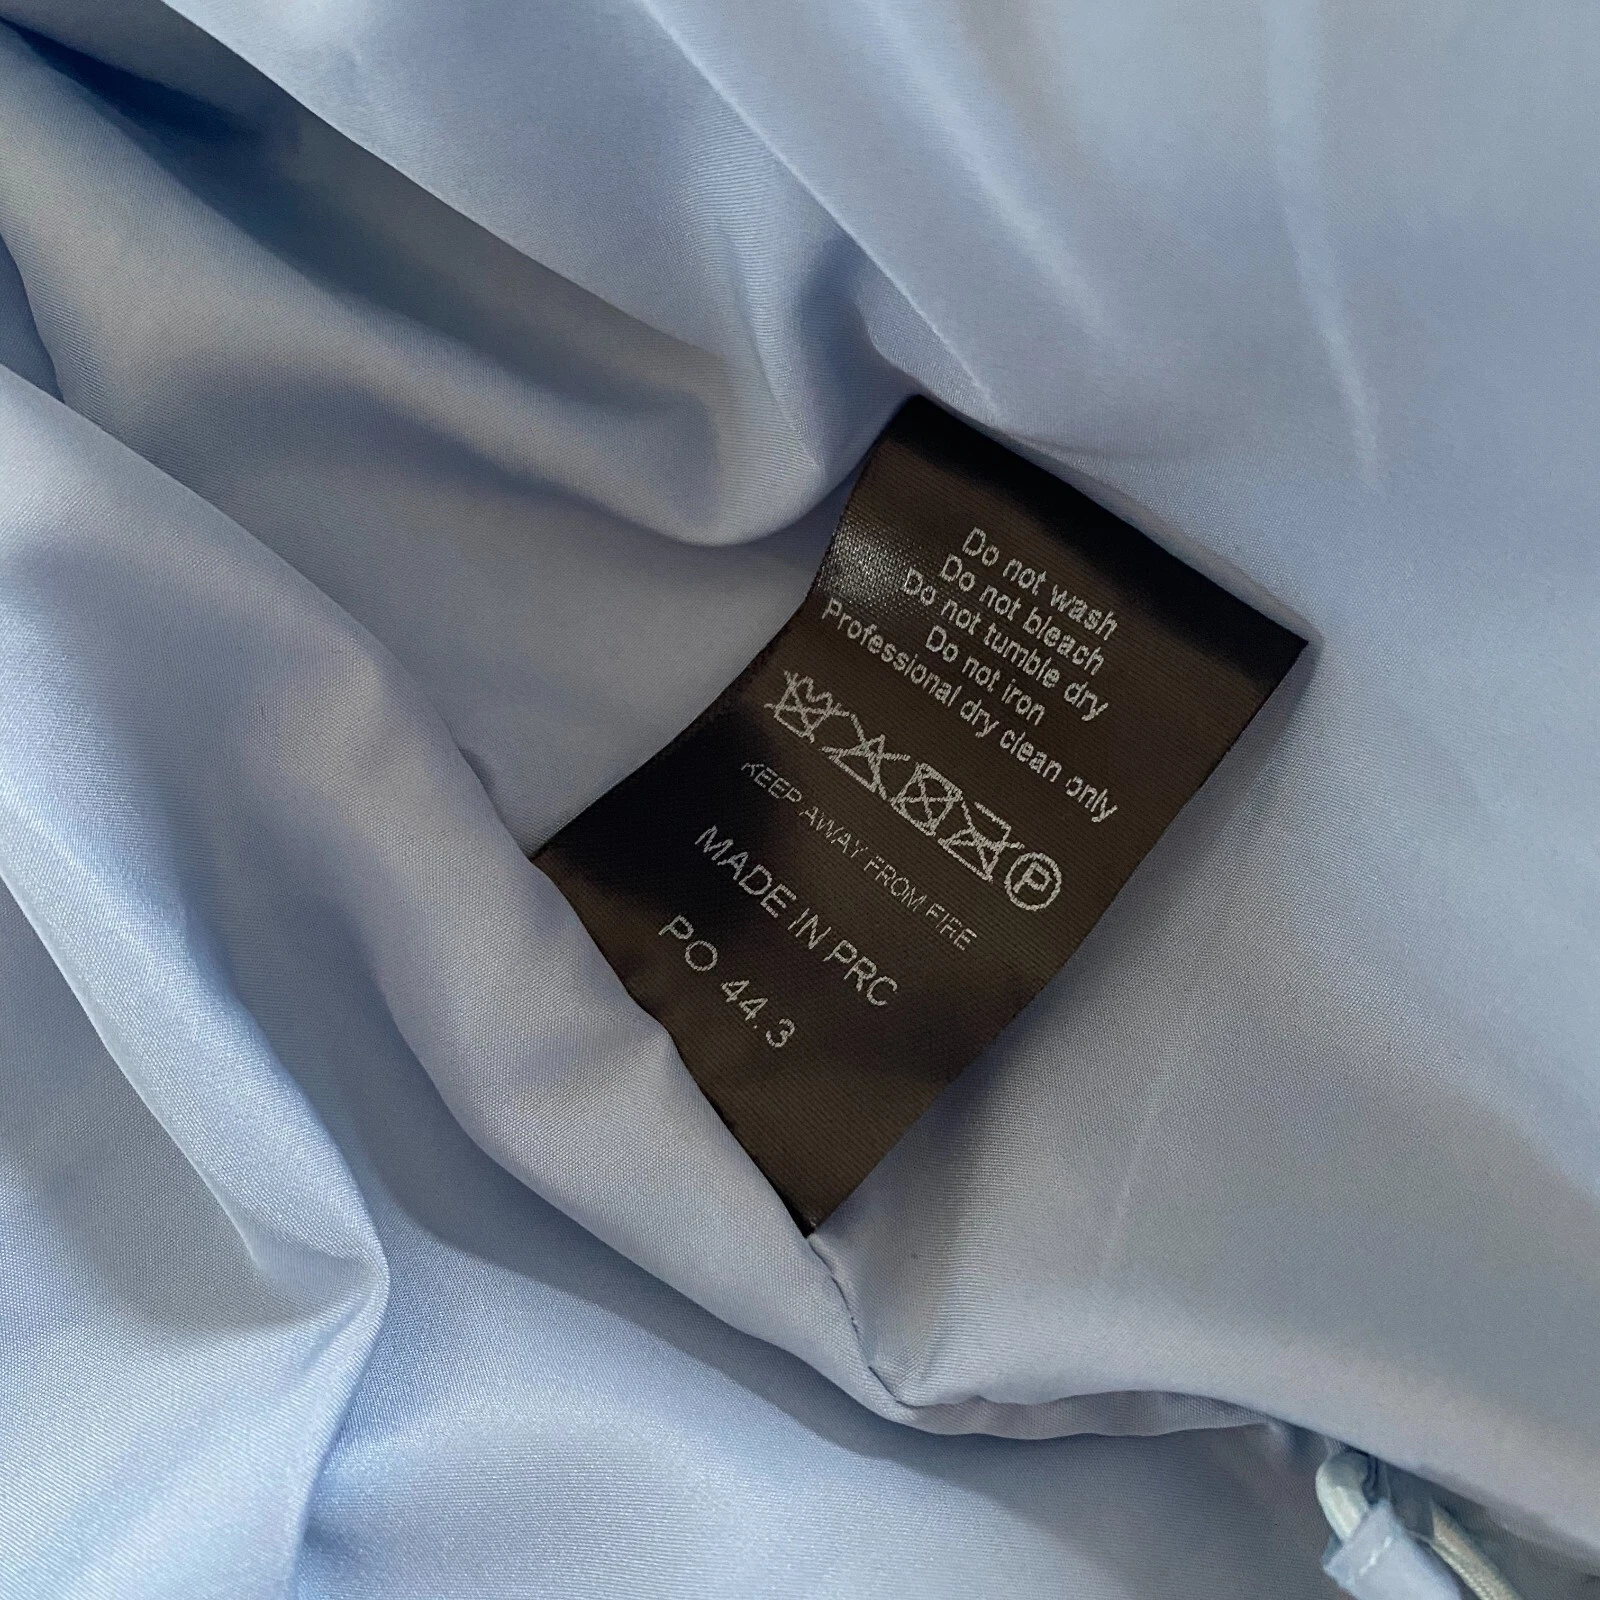 Do not wash
Do not bleach
Do not tumble dry
Do not iron
Professional dry clean only
P
KEEP AWAY FROM FIRE
MADE IN PRC
PO 44.3